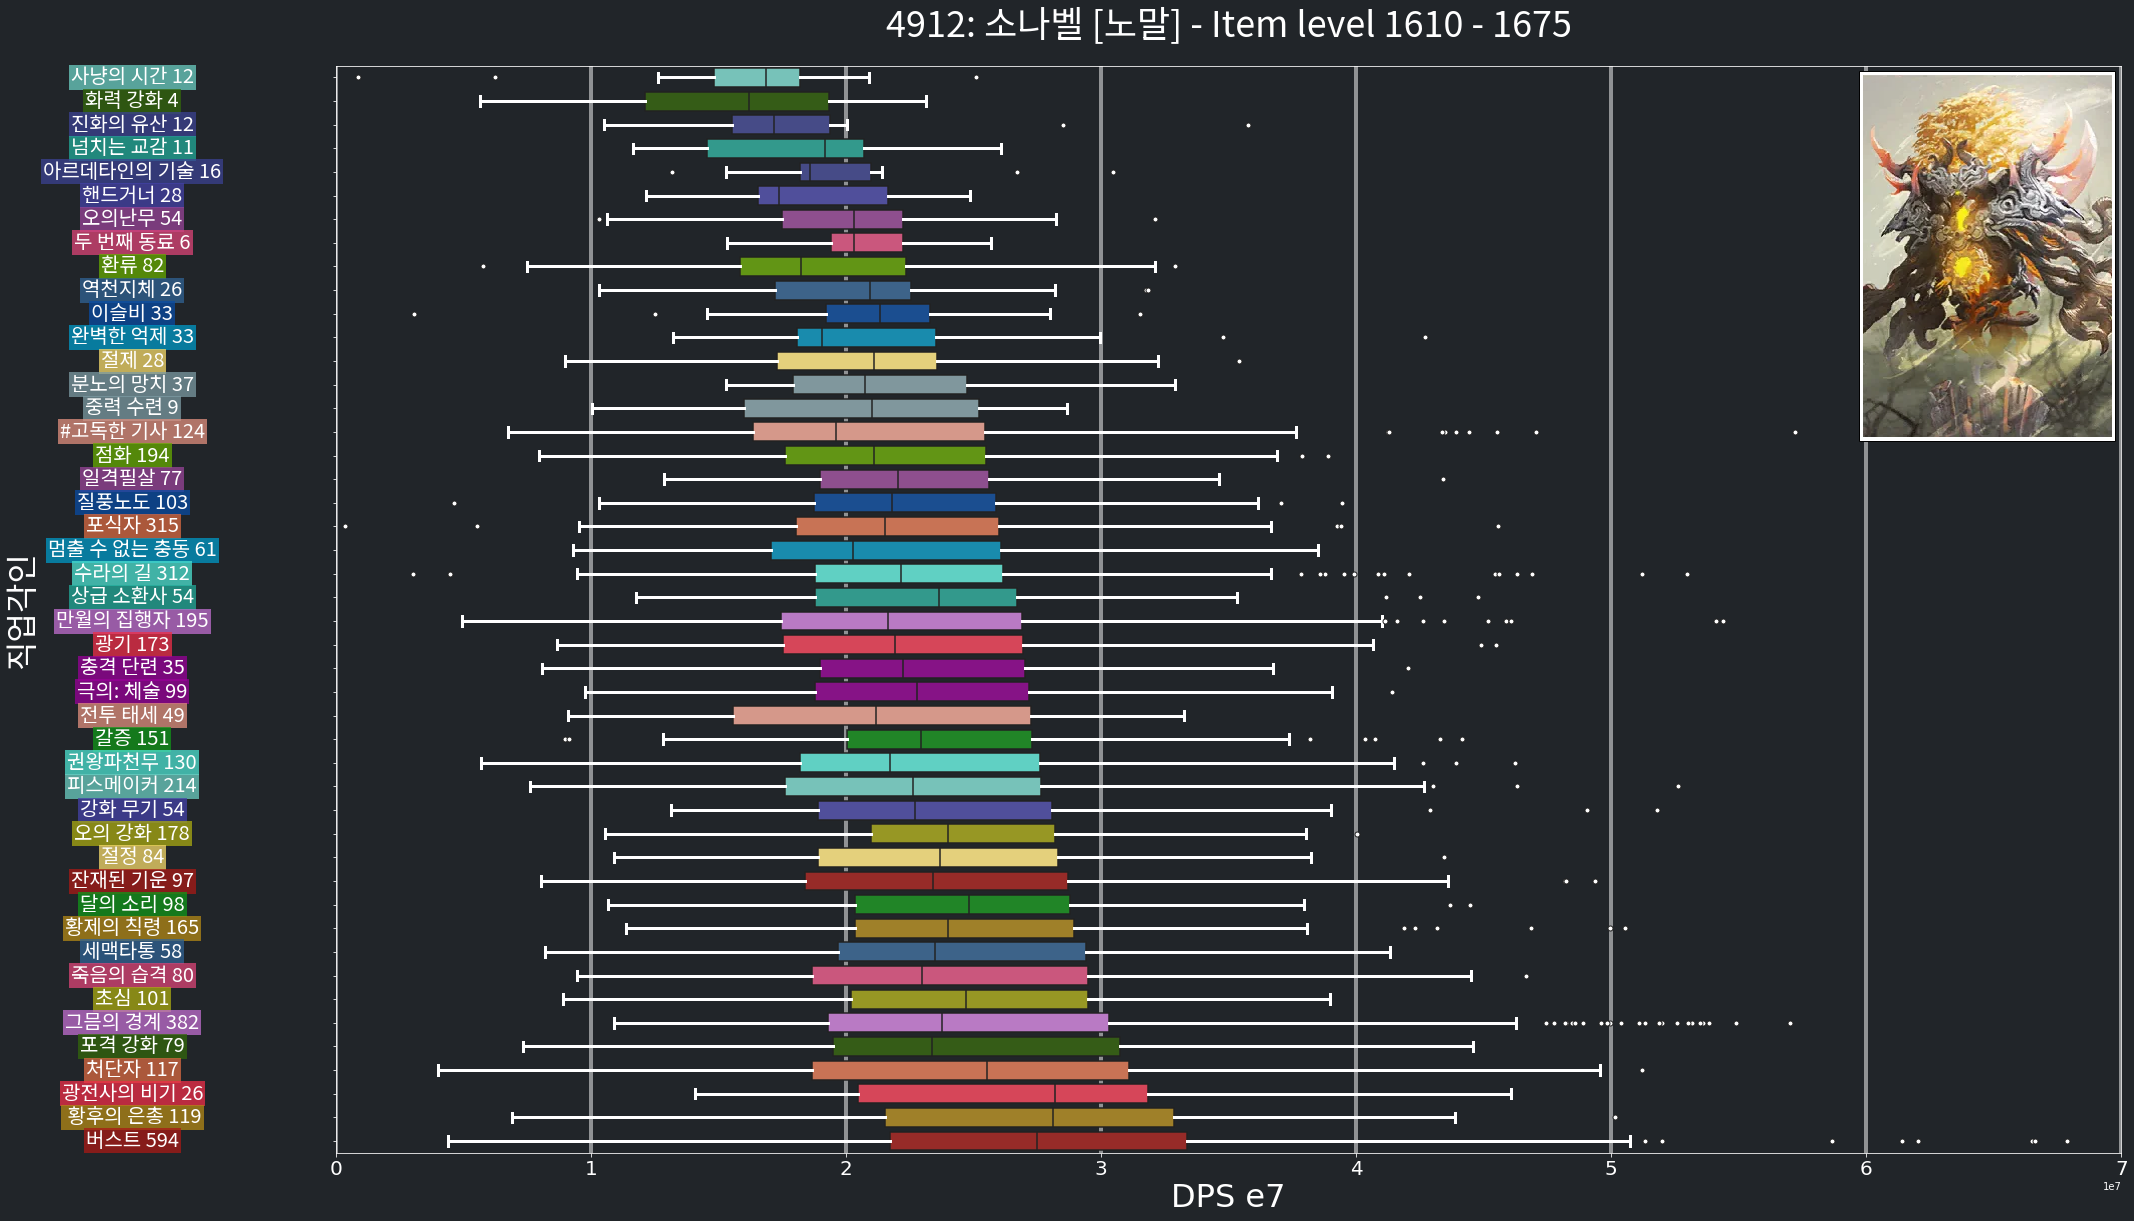 4912: 소나벨 [노말] - Item level 1610 - 1675
사냥의 시간 12
화력 강화 4
진화의 유산 12
넘치는 교감 11
아르데타인의 기술 16
핸드거너 28
오의난무 54
두 번째 동료 6
환류 82
역천지체 26
이슬비 33
완벽한 억제 33
절제 28
분노의 망치 37
중력 수련 9
#고독한 기사 124
점화 194
일격필살 77
질풍노도 103
포식자 315
멈출 수 없는 충동 61
수라의 길 312
상급 소환사 54
만월의 집행자 195
광기 173
충격 단련 35
극의: 체술 99
전투 태세 49
갈증 151
권왕파천무 130
피스메이커 214
강화 무기 54
오의 강화 178
절정 84
잔재된 기운 97
달의 소리 98
황제의 칙령 165
세맥타통 58
죽음의 습격 80
초심 101
그믐의 경계 382
포격 강화 79
처단자 117
광전사의 비기 26
황후의 은총 119
버스트 594
직업각인
0 1 2 3 4 5 6 7
1e7
DPS e7